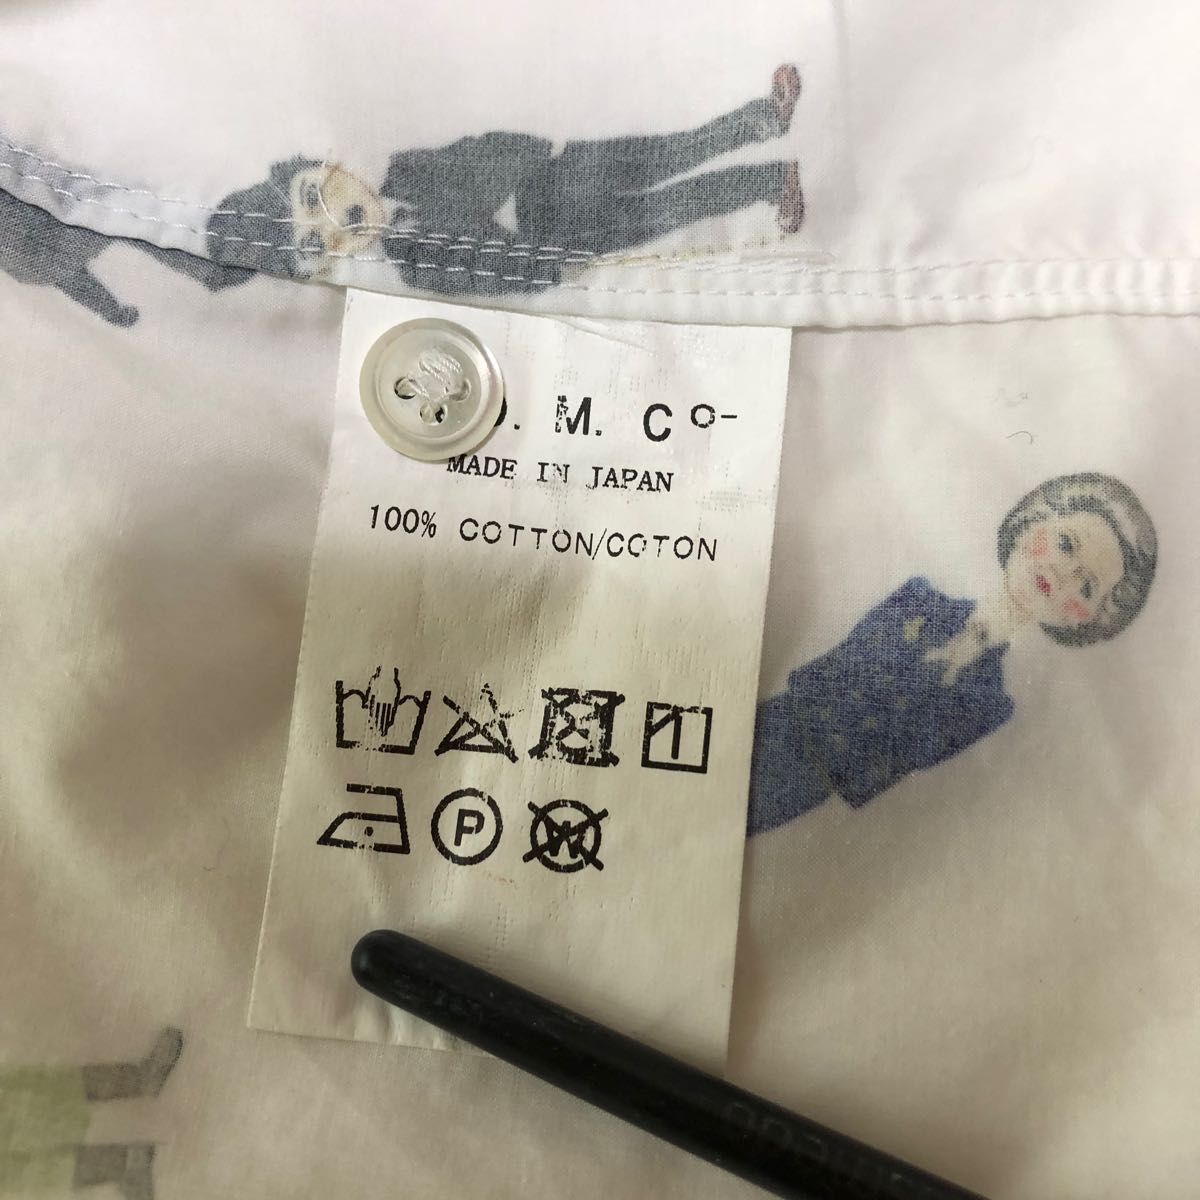 . M. Co-
MADE IN JAPAN
100% COTTON/COTON
P
W